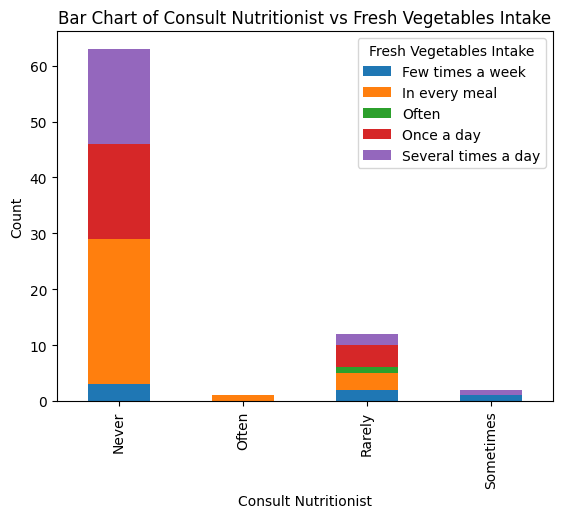 Bar Chart of Consult Nutritionist vs Fresh Vegetables Intake
Fresh Vegetables Intake
Few times a week
In every meal
Often
Once a day
Several times a day
Count
60
50
40
30
20
10
0
Never
Often
Rarely
Sometimes
Consult Nutritionist